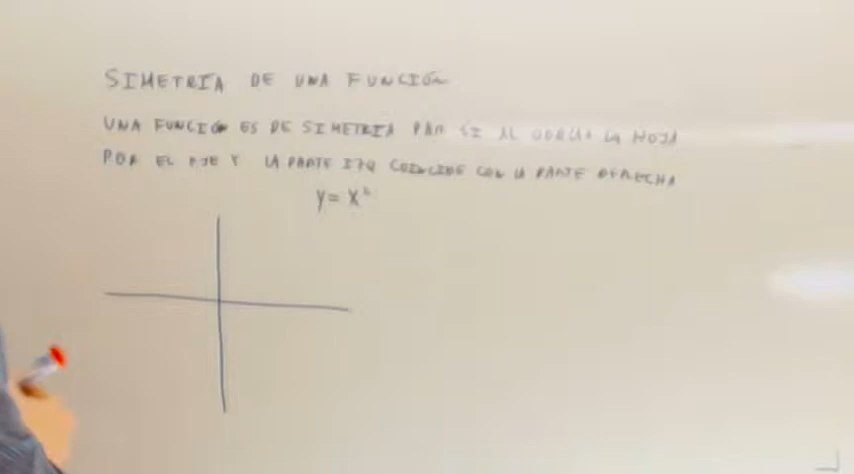 SIMETRÍA DE UNA FUNCIÓN
UNA FUNCIÓN ES DE SIMETRIA PAR SI AL DOBLAR LA HOJA
POR EL EJE Y LA PARTE IZQ COINCIDE CON LA PARTE DERECHA
Y = X²